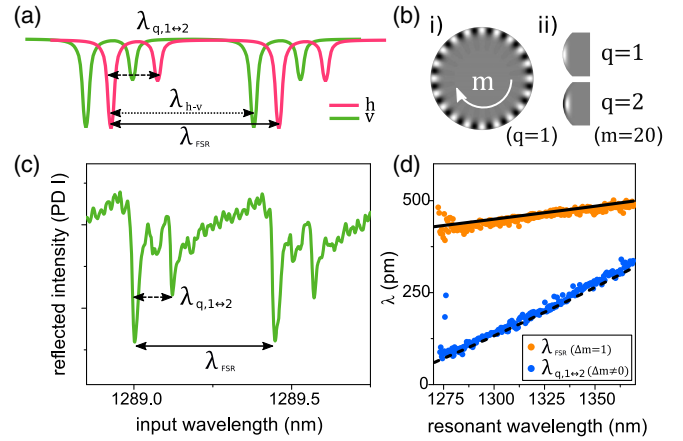 (a)
λq,1↔2
λh-v
λFSR
h
v
(b)
i)
m
(q=1)
ii)
q=1
q=2
(m=20)
(c)
reflected intensity (PD I)
λq,1↔2
λFSR
1289.0
1289.5
input wavelength (nm)
(d)
λ (pm)
500
250
0
λFSR (Δm=1)
λq,1↔2 (Δm≠0)
1275
1300
1325
1350
resonant wavelength (nm)